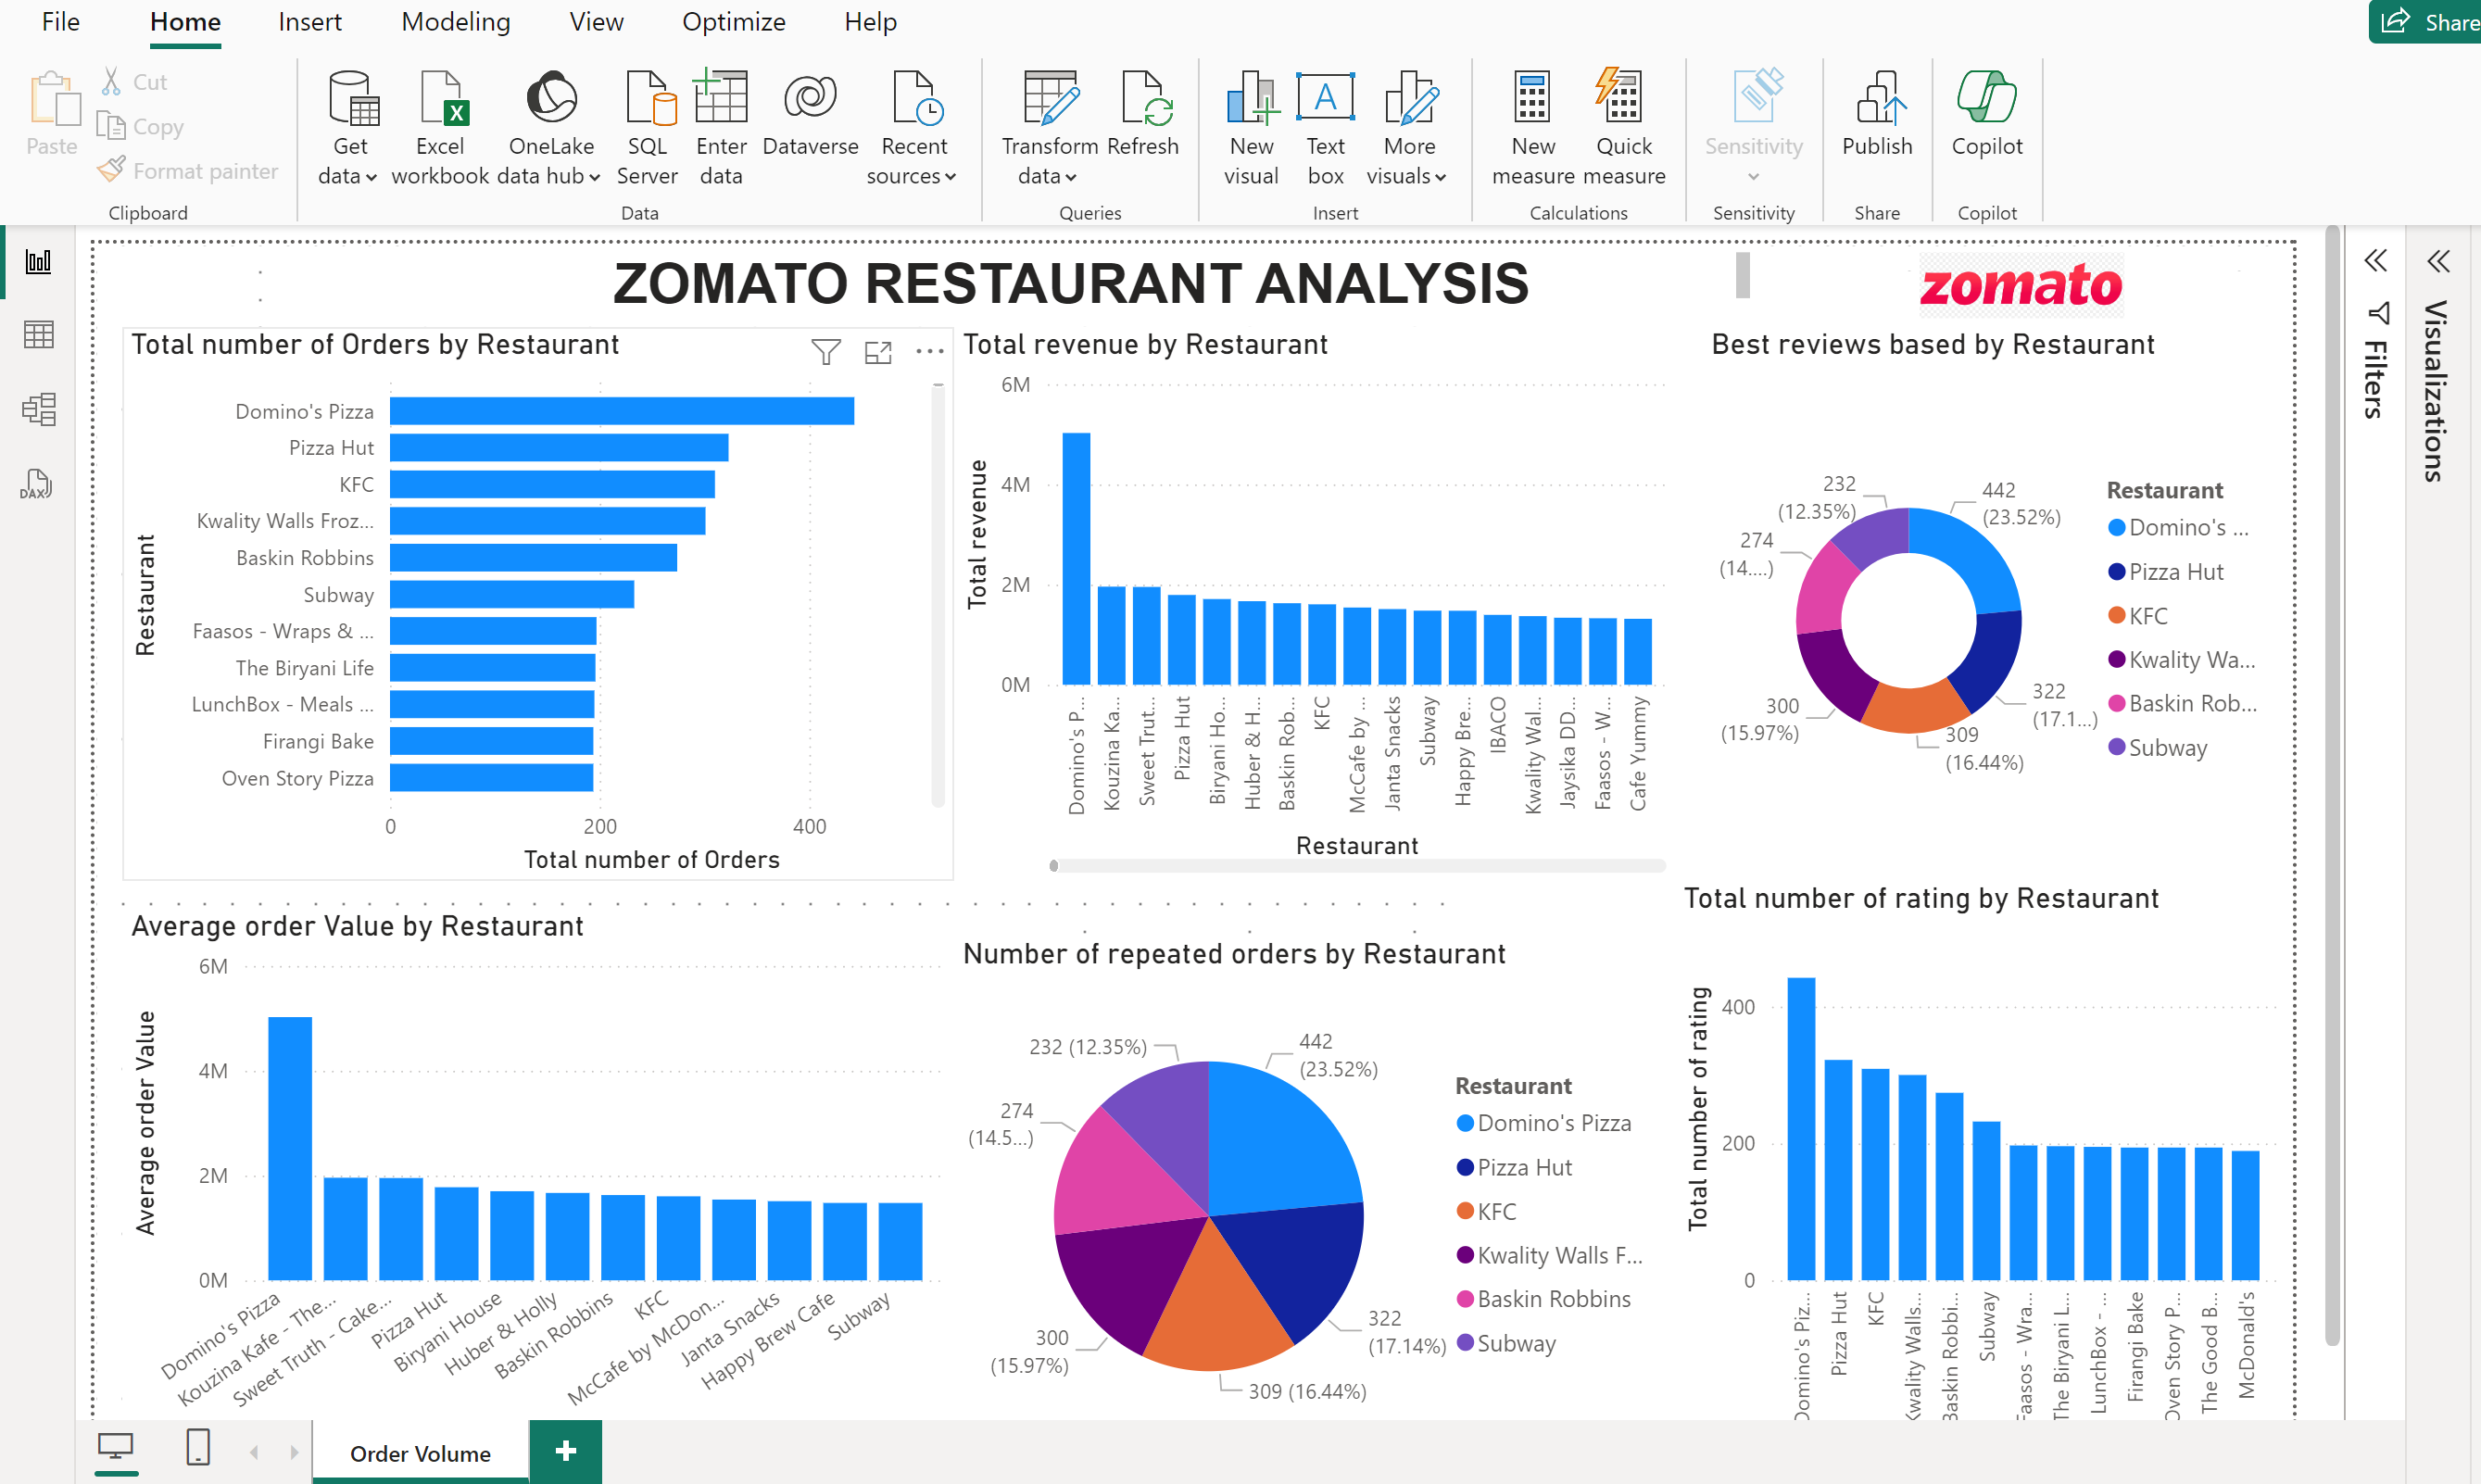 File Home Insert Modeling View Optimize Help
Share
Paste
Cut
Copy
Format painter
Clipboard
Get data
Excel workbook
OneLake data hub
SQL Server
Enter data
Dataverse
Recent sources
Data
Transform data
Refresh
Queries
New visual
Text box
A
More visuals
Insert
New measure
Quick measure
Calculations
Sensitivity
Sensitivity
Publish
Share
Copilot
Copilot
DAX
ZOMATO RESTAURANT ANALYSIS
zomato
Filters
Visualizations
Total number of Orders by Restaurant
Restaurant
Domino's Pizza
Pizza Hut
KFC
Kwality Walls Froz...
Baskin Robbins
Subway
Faasos - Wraps & ...
The Biryani Life
LunchBox - Meals ...
Firangi Bake
Oven Story Pizza
0 200 400
Total number of Orders
Total revenue by Restaurant
Total revenue
6M
4M
2M
0M
Domino's P...
Kouzina Ka...
Sweet Trut...
Pizza Hut
Biryani Ho...
Huber & H...
Baskin Rob...
KFC
McCafe by ...
Janta Snacks
Subway
Happy Bre...
IBACO
Kwality Wal...
Jaysika DD...
Faasos - W...
Cafe Yummy
Restaurant
Best reviews based by Restaurant
232
(12.35%)
442
(23.52%)
274
(14....)
300
(15.97%)
309
(16.44%)
322
(17.1...)
Restaurant
Domino's ...
Pizza Hut
KFC
Kwality Wa...
Baskin Rob...
Subway
Average order Value by Restaurant
Average order Value
6M
4M
2M
0M
Domino's Pizza
Kouzina Kafe - The...
Sweet Truth - Cake...
Pizza Hut
Biryani House
Huber & Holly
Baskin Robbins
KFC
McCafe by McDon...
Janta Snacks
Happy Brew Cafe
Subway
Number of repeated orders by Restaurant
232 (12.35%)
442
(23.52%)
274
(14.5...)
300
(15.97%)
309 (16.44%)
322
(17.14%)
Restaurant
Domino's Pizza
Pizza Hut
KFC
Kwality Walls F...
Baskin Robbins
Subway
Total number of rating by Restaurant
Total number of rating
400
200
0
Domino's Piz...
Pizza Hut
KFC
Kwality Walls...
Baskin Robbi...
Subway
Faasos - Wra...
The Biryani L...
LunchBox - ...
Firangi Bake
Oven Story P...
The Good B...
McDonald's
Order Volume
+